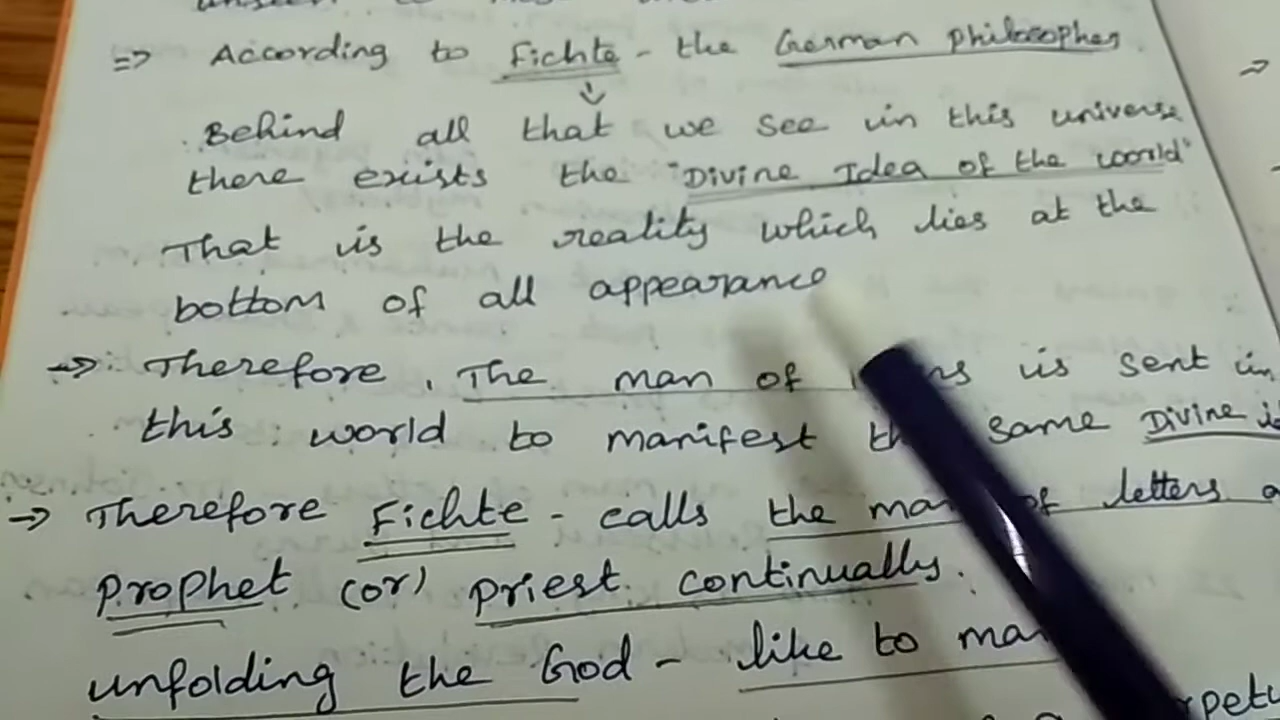 ⇒ According to Fichte - the German philosopher
Behind all that we see in this universe
there exists the "Divine Idea of the world"
That is the reality which lies at the
bottom of all appearance
→ Therefore, The man of is sent in
this world to manifest same Divine
→ Therefore Fichte - calls the man of letters a
prophet (or) priest continually.
unfolding the God - like to